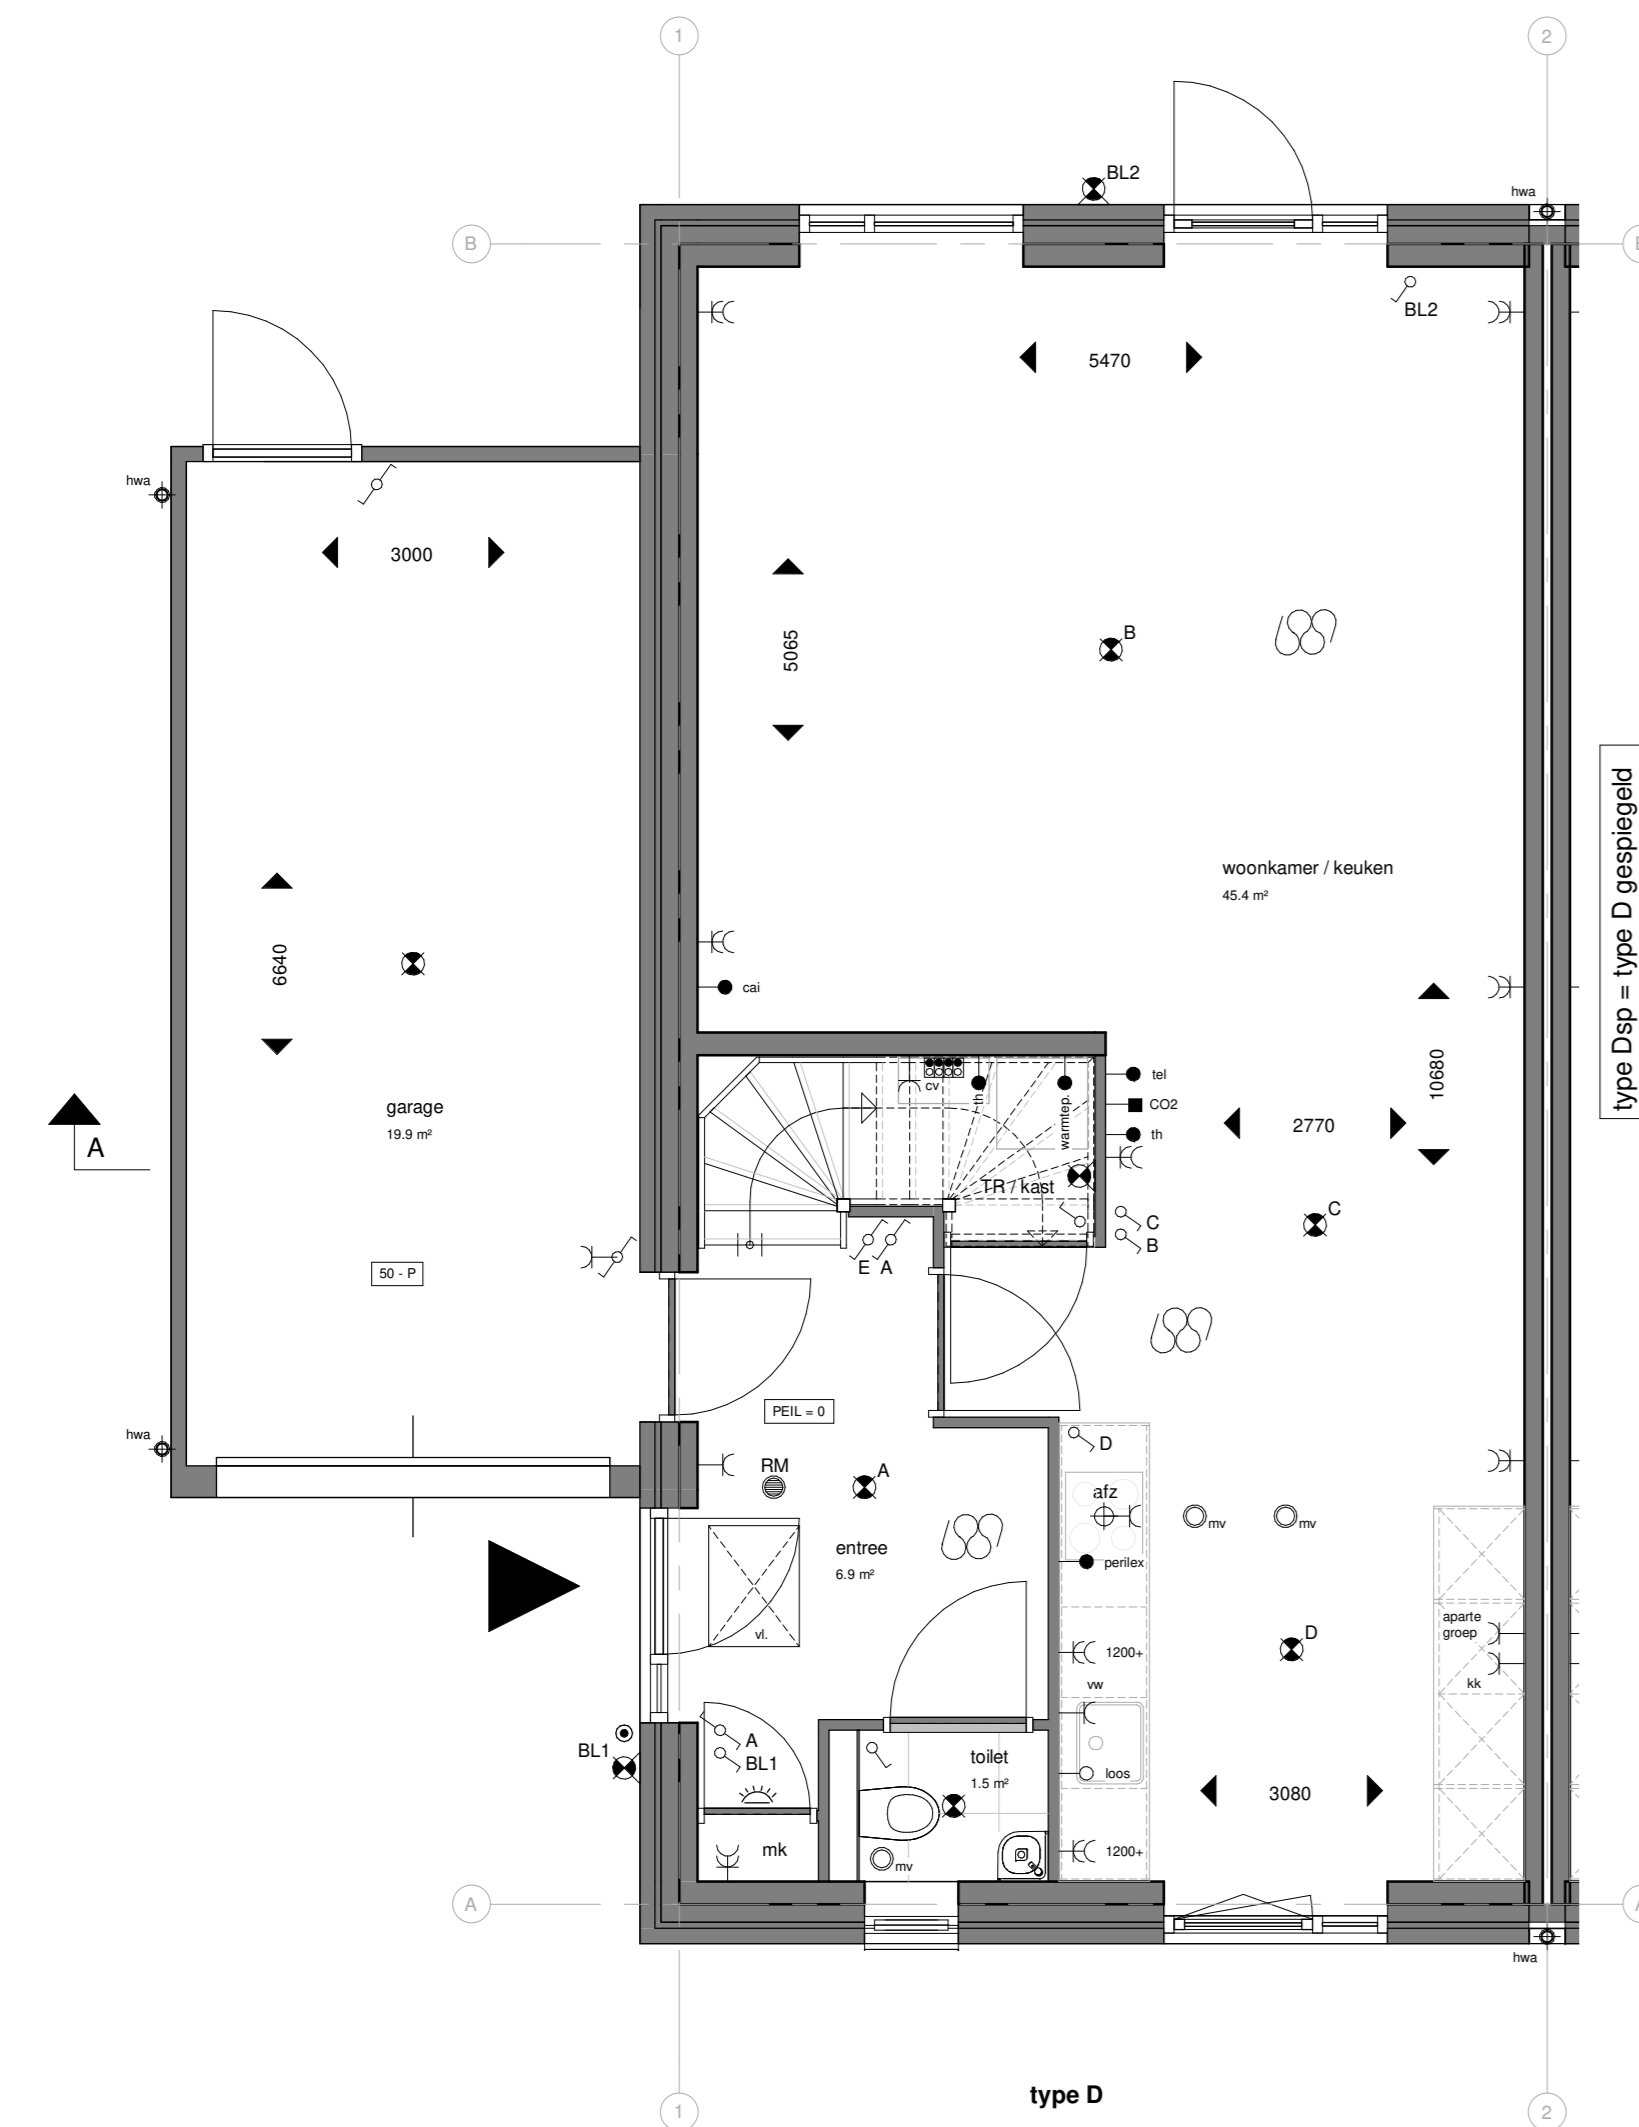 1
2
BL2
hwa
B
B
BL2
5470
hwa
3000
5065
B
type Dsp = type D gespiegeld
woonkamer / keuken
45.4 m²
6640
cai
10680
cv
th
warmtep.
tel
CO2
th
garage
19.9 m²
2770
A
TR / kast
C
C
B
E A
50 - P
PEIL = 0
hwa
D
RM
A
afz
mv
mv
entree
6.9 m²
perilex
aparte
groep
vl.
D
1200+
kk
vw
A
BL1
BL1
toilet
1.5 m²
loos
3080
mk
mv
1200+
A
A
hwa
type D
1
2